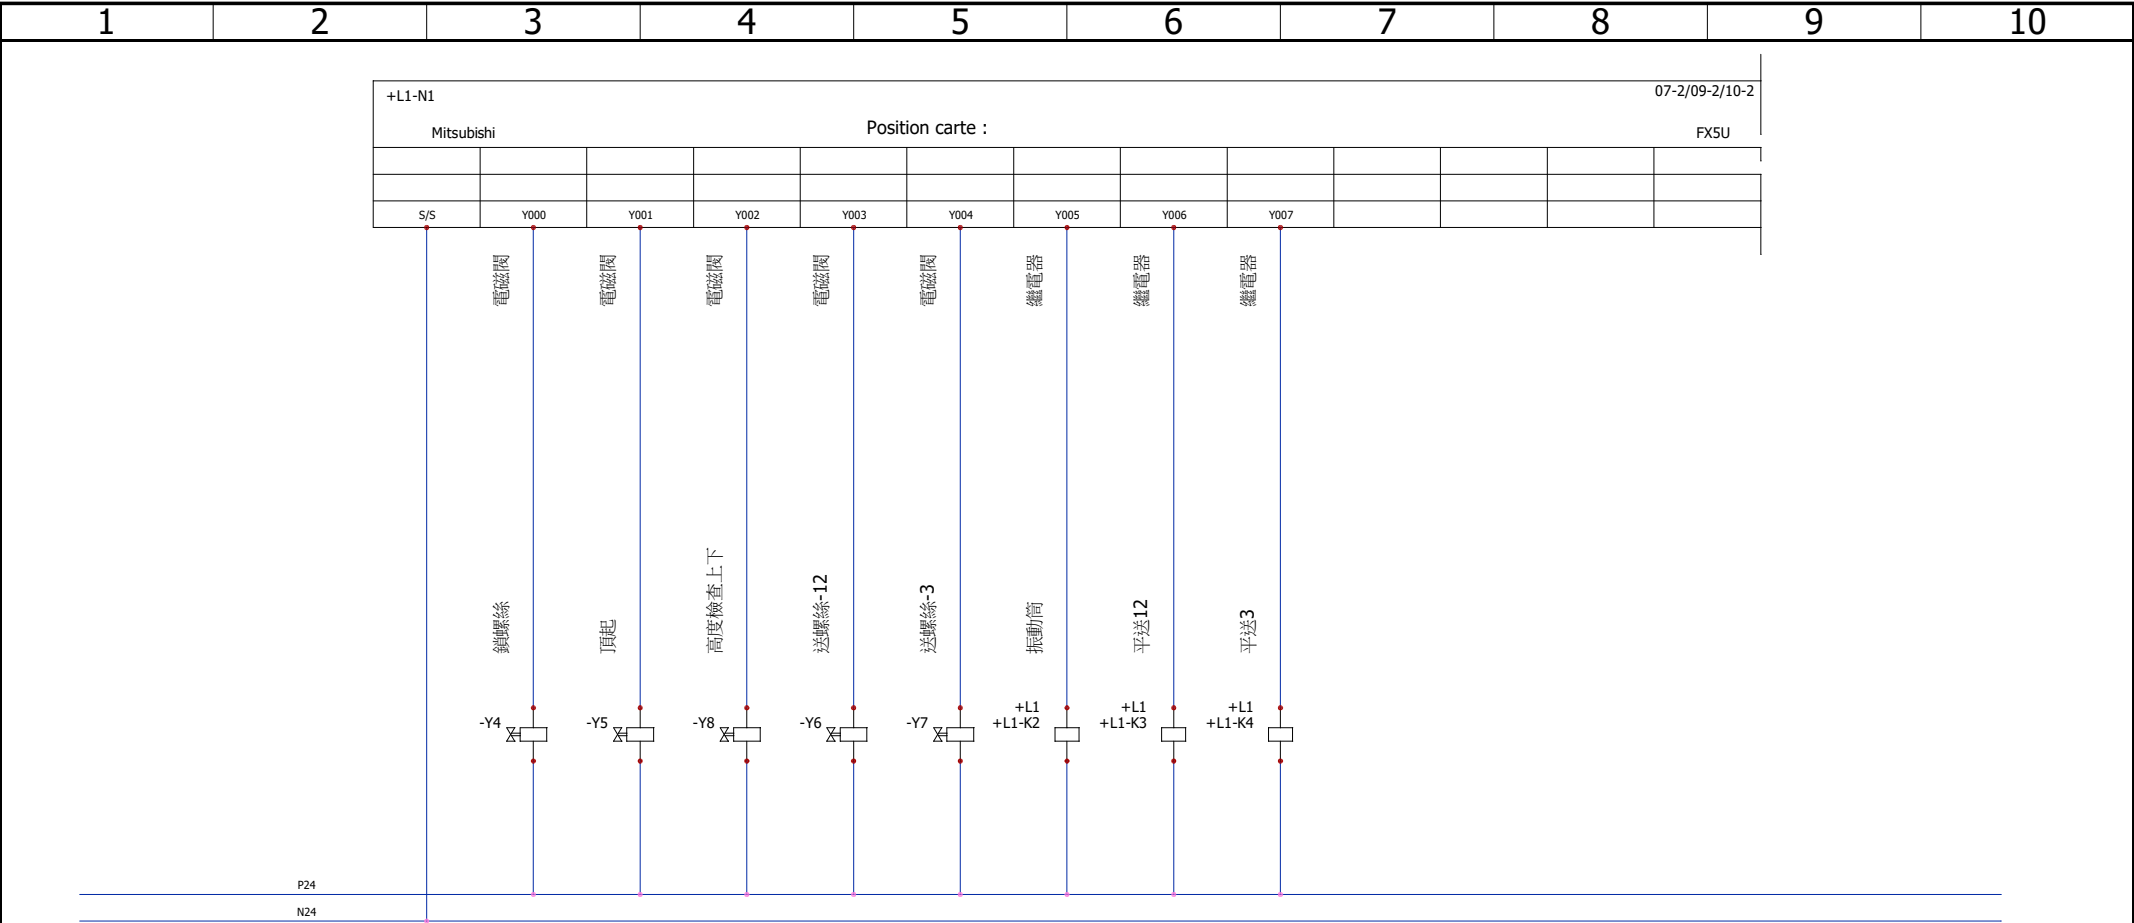 1 2 3 4 5 6 7 8 9 10
+L1-N1 07-2/09-2/10-2
Mitsubishi Position carte : FX5U
S/S Y000 Y001 Y002 Y003 Y004 Y005 Y006 Y007
電磁閥 電磁閥 電磁閥 電磁閥 電磁閥 繼電器 繼電器 繼電器
鎖螺絲 頂起 高度檢查上下 送螺絲-12 送螺絲-3 振動筒 平送12 平送3
+L1 +L1 +L1
-Y4 -Y5 -Y8 -Y6 -Y7 +L1-K2 +L1-K3 +L1-K4
P24
N24